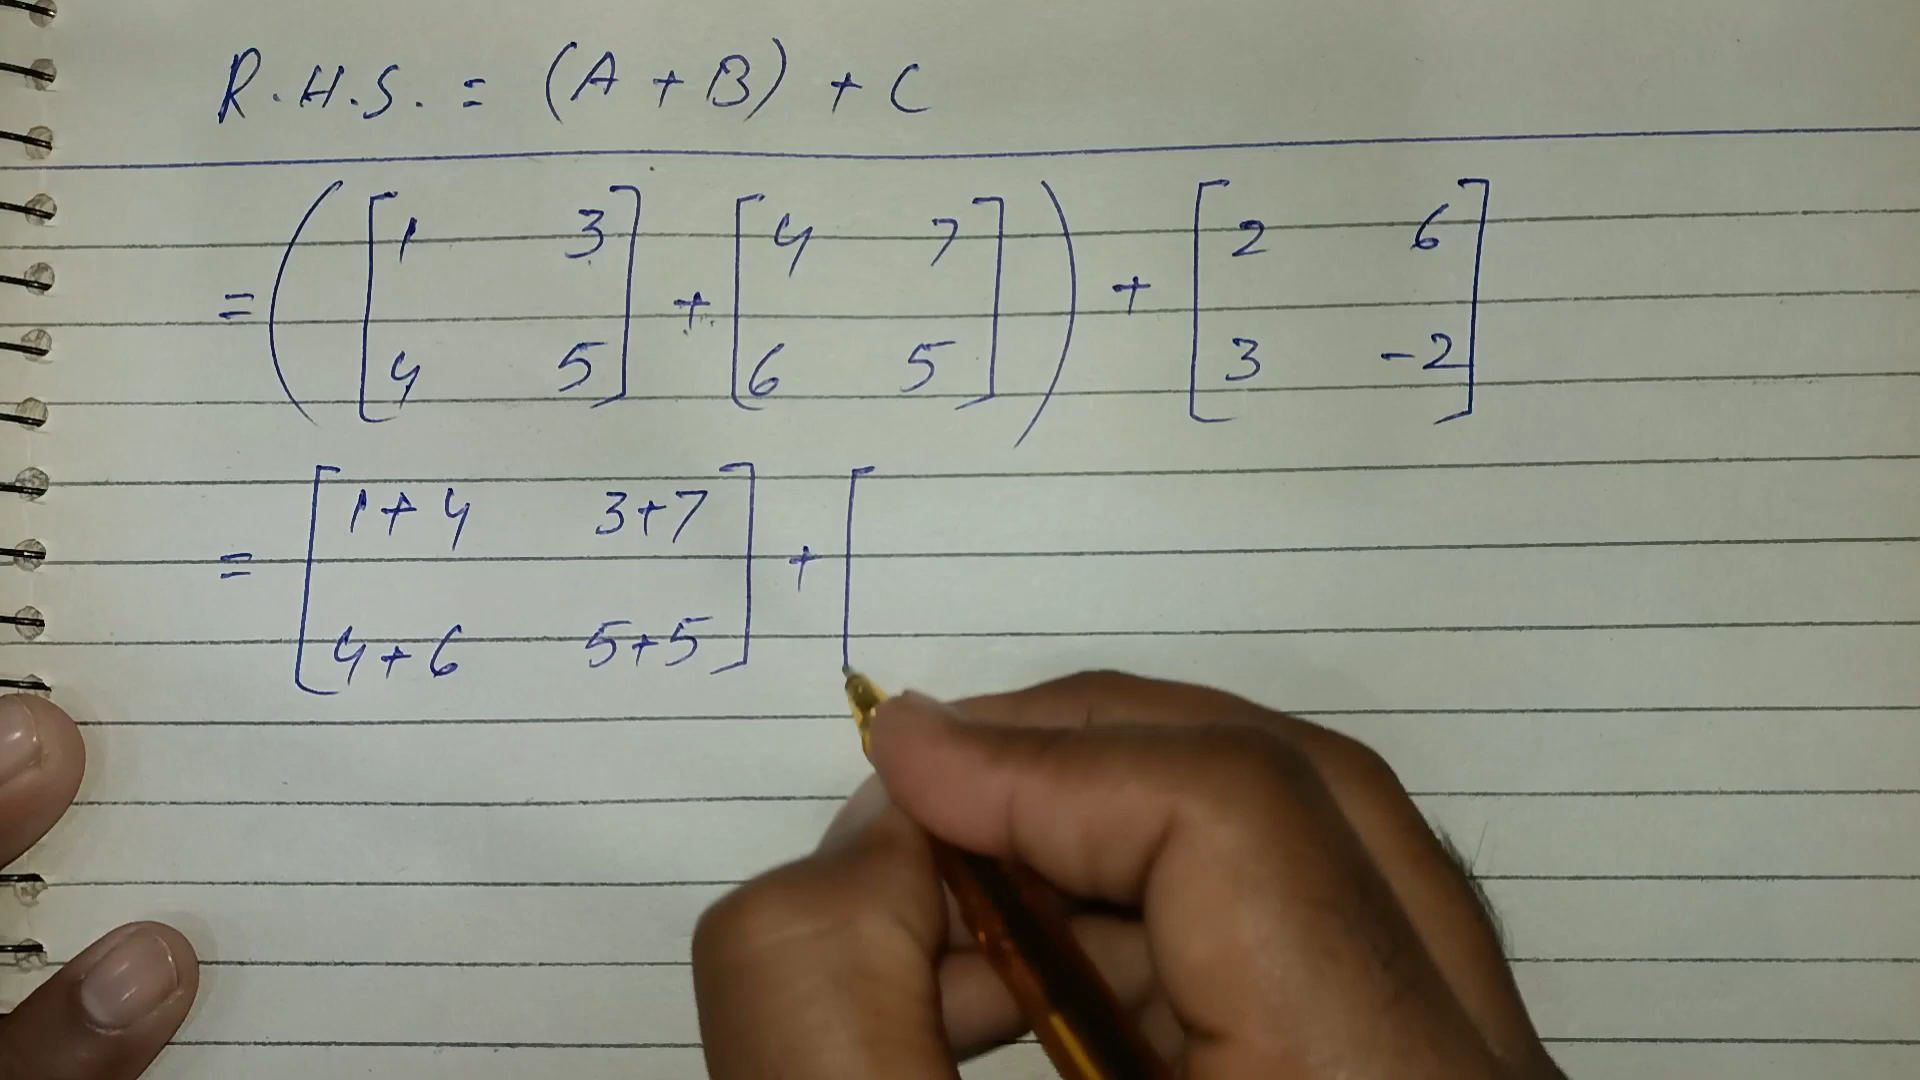 R.H.S. = (A + B) + C
= ( [ 1 3 ] + [ 4 7 ] ) + [ 2 6 ]
[ 4 5 ] [ 6 5 ] [ 3 -2 ]
= [ 1+4 3+7 ] + [
[ 4+6 5+5 ]